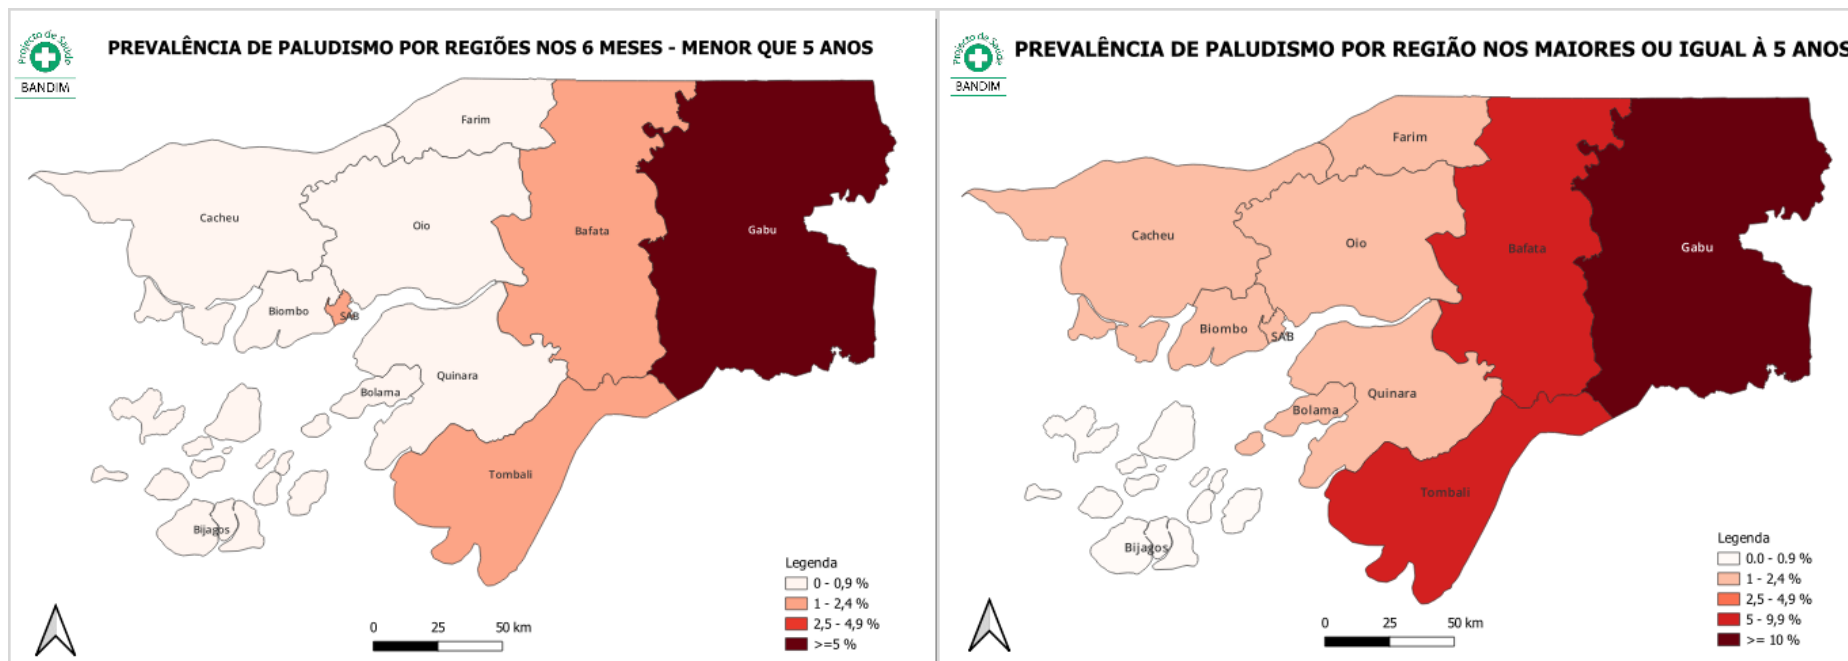 Projecto de Saúde
BANDIM
PREVALÊNCIA DE PALUDISMO POR REGIÕES NOS 6 MESES - MENOR QUE 5 ANOS
Farim
Cacheu
Oio
Bafata
Gabu
Biombo
SAB
Quinara
Bolama
Tombali
Bijagos
Legenda
0 - 0,9 %
1 - 2,4 %
2,5 - 4,9 %
>=5 %
0 25 50 km
Projecto de Saúde
BANDIM
PREVALÊNCIA DE PALUDISMO POR REGIÃO NOS MAIORES OU IGUAL À 5 ANOS
Farim
Cacheu
Oio
Bafata
Gabu
Biombo
SAB
Quinara
Bolama
Tombali
Bijagos
Legenda
0.0 - 0.9 %
1 - 2,4 %
2,5 - 4,9 %
5 - 9,9 %
>= 10 %
0 25 50 km